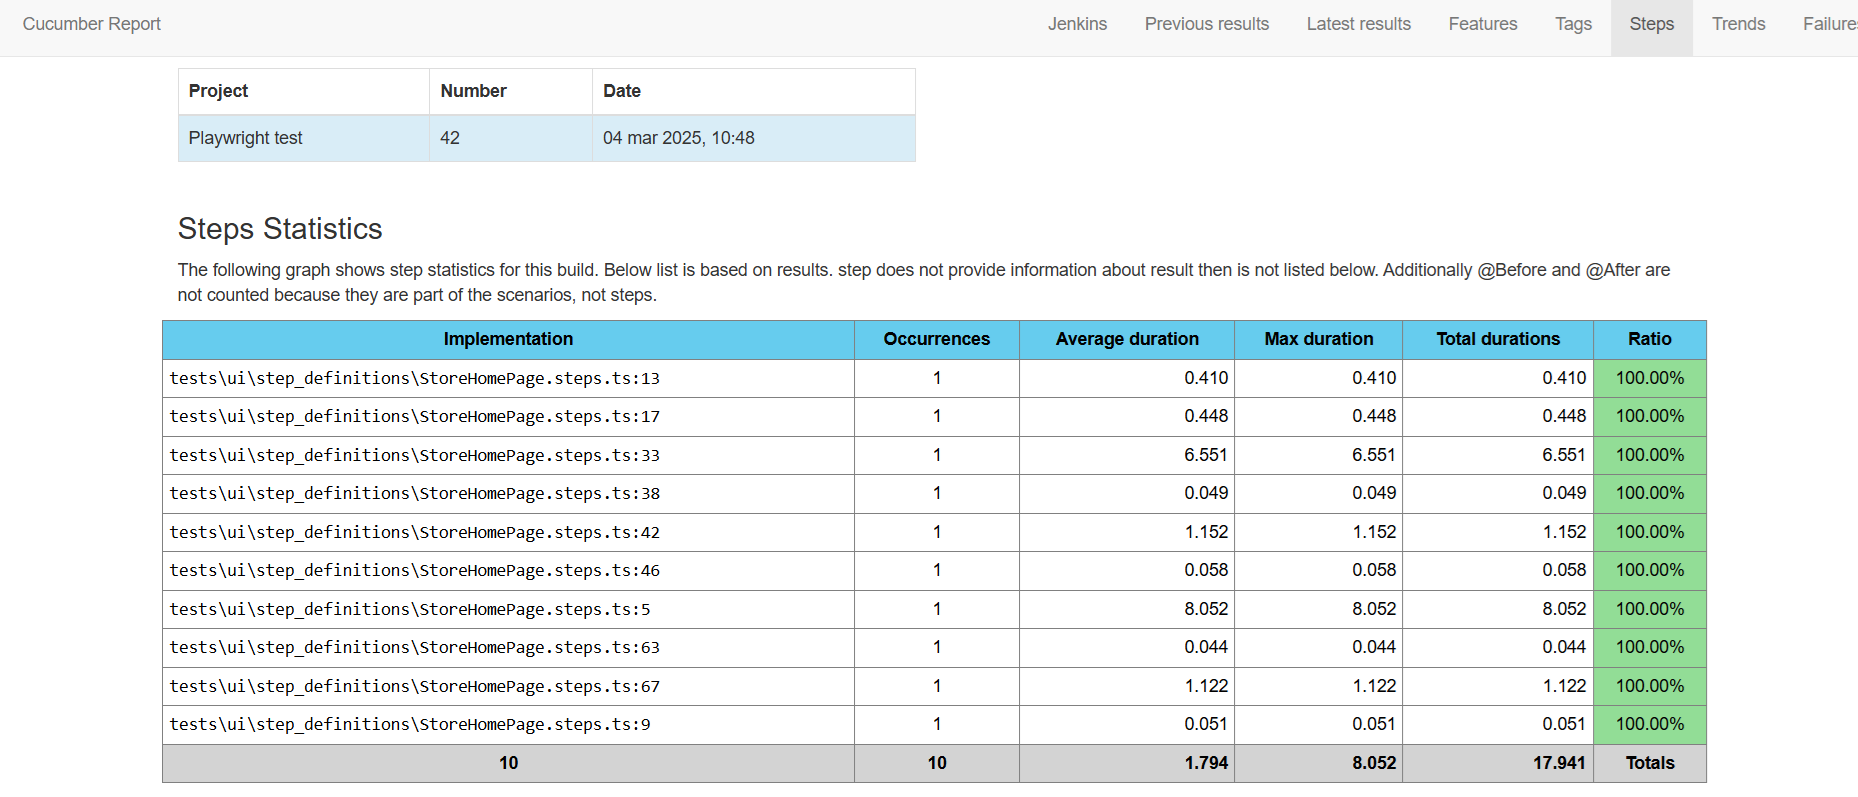 Cucumber Report Jenkins Previous results Latest results Features Tags Steps Trends Failures
Project Number Date
Playwright test 42 04 mar 2025, 10:48
Steps Statistics
The following graph shows step statistics for this build. Below list is based on results. step does not provide information about result then is not listed below. Additionally @Before and @After are
not counted because they are part of the scenarios, not steps.
Implementation Occurrences Average duration Max duration Total durations Ratio
tests\ui\step_definitions\StoreHomePage.steps.ts:13 1 0.410 0.410 0.410 100.00%
tests\ui\step_definitions\StoreHomePage.steps.ts:17 1 0.448 0.448 0.448 100.00%
tests\ui\step_definitions\StoreHomePage.steps.ts:33 1 6.551 6.551 6.551 100.00%
tests\ui\step_definitions\StoreHomePage.steps.ts:38 1 0.049 0.049 0.049 100.00%
tests\ui\step_definitions\StoreHomePage.steps.ts:42 1 1.152 1.152 1.152 100.00%
tests\ui\step_definitions\StoreHomePage.steps.ts:46 1 0.058 0.058 0.058 100.00%
tests\ui\step_definitions\StoreHomePage.steps.ts:5 1 8.052 8.052 8.052 100.00%
tests\ui\step_definitions\StoreHomePage.steps.ts:63 1 0.044 0.044 0.044 100.00%
tests\ui\step_definitions\StoreHomePage.steps.ts:67 1 1.122 1.122 1.122 100.00%
tests\ui\step_definitions\StoreHomePage.steps.ts:9 1 0.051 0.051 0.051 100.00%
10 10 1.794 8.052 17.941 Totals